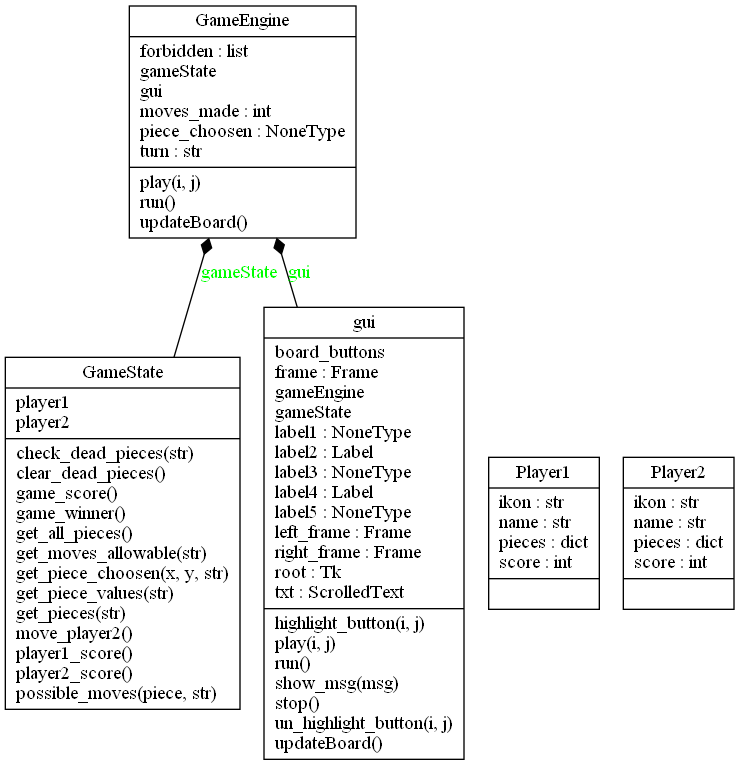 GameEngine
forbidden : list
gameState
gui
moves_made : int
piece_choosen : NoneType
turn : str
play(i, j)
run()
updateBoard()
gameState
gui
GameState
player1
player2
check_dead_pieces(str)
clear_dead_pieces()
game_score()
game_winner()
get_all_pieces()
get_moves_allowable(str)
get_piece_choosen(x, y, str)
get_piece_values(str)
get_pieces(str)
move_player2()
player1_score()
player2_score()
possible_moves(piece, str)
gui
board_buttons
frame : Frame
gameEngine
gameState
label1 : NoneType
label2 : Label
label3 : NoneType
label4 : Label
label5 : NoneType
left_frame : Frame
right_frame : Frame
root : Tk
txt : ScrolledText
highlight_button(i, j)
play(i, j)
run()
show_msg(msg)
stop()
un_highlight_button(i, j)
updateBoard()
Player1
ikon : str
name : str
pieces : dict
score : int
Player2
ikon : str
name : str
pieces : dict
score : int